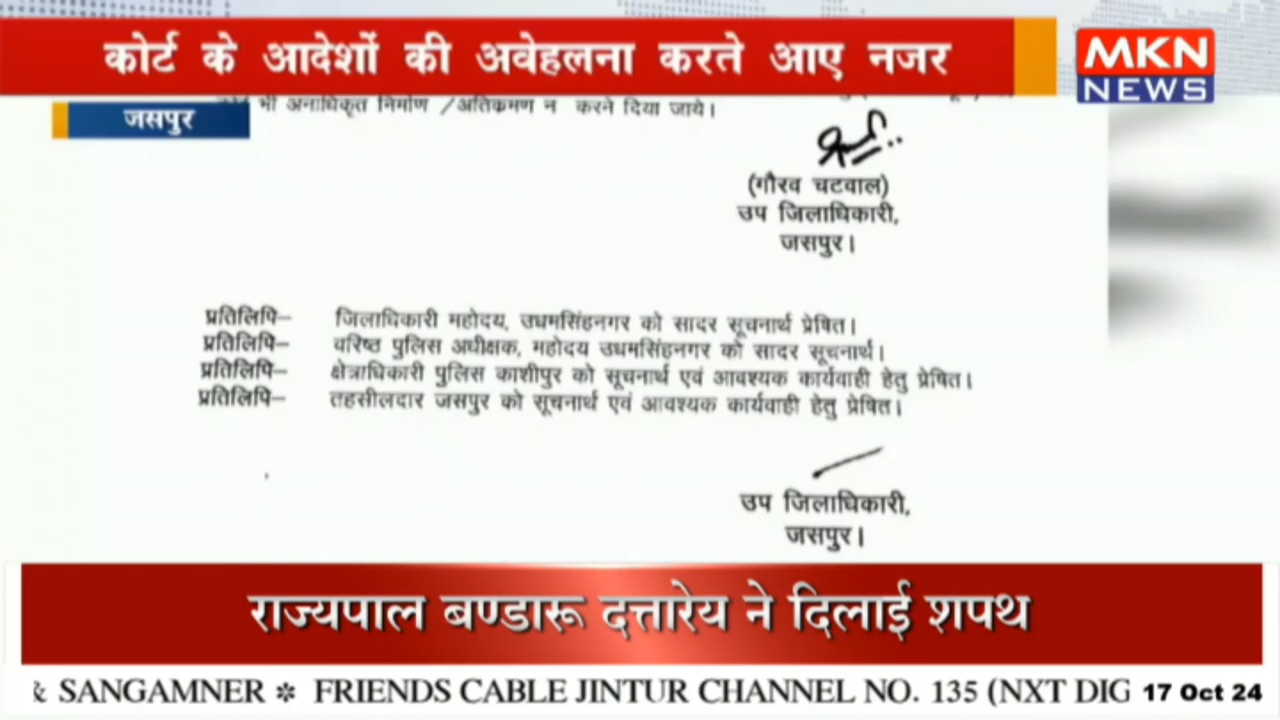 कोर्ट के आदेशों की अवेहलना करते आए नजर
MKN
NEWS
भी अनाधिकृत निर्माण /अतिक्रमण न करने दिया जाये।
जसपुर
(गौरव चटवाल)
उप जिलाधिकारी,
जसपुर।
प्रतिलिपि– जिलाधिकारी महोदय, उधमसिंहनगर को सादर सूचनार्थ प्रेषित।
प्रतिलिपि– वरिष्ठ पुलिस अधीक्षक, महोदय उधमसिंहनगर को सादर सूचनार्थ।
प्रतिलिपि– क्षेत्राधिकारी पुलिस काशीपुर को सूचनार्थ एवं आवश्यक कार्यवाही हेतु प्रेषित।
प्रतिलिपि– तहसीलदार जसपुर को सूचनार्थ एवं आवश्यक कार्यवाही हेतु प्रेषित।
उप जिलाधिकारी,
जसपुर।
राज्यपाल बण्डारू दत्तारेय ने दिलाई शपथ
& SANGAMNER ✻ FRIENDS CABLE JINTUR CHANNEL NO. 135 (NXT DIG 17 Oct 24